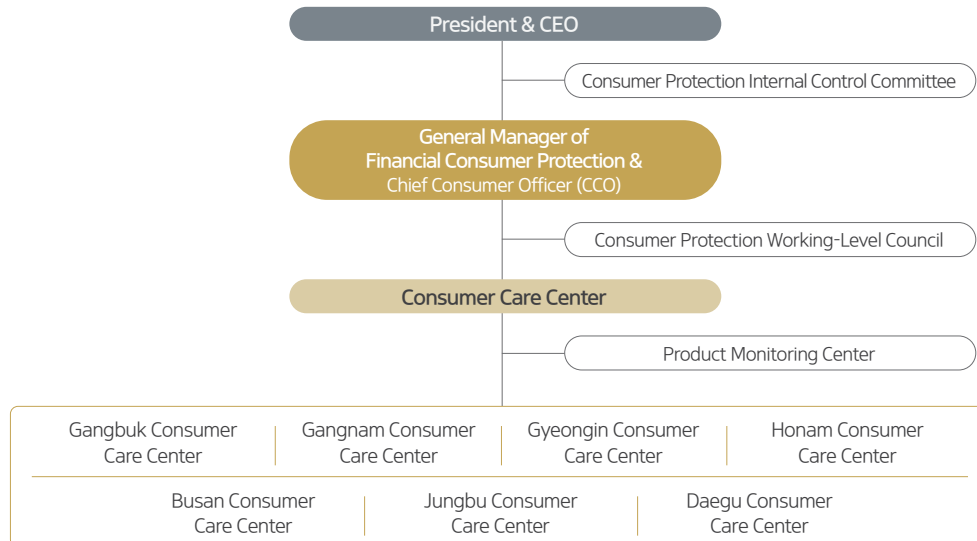 President & CEO
Consumer Protection Internal Control Committee
General Manager of
Financial Consumer Protection &
Chief Consumer Officer (CCO)
Consumer Protection Working-Level Council
Consumer Care Center
Product Monitoring Center
Gangbuk Consumer
Care Center
Gangnam Consumer
Care Center
Gyeongin Consumer
Care Center
Honam Consumer
Care Center
Busan Consumer
Care Center
Jungbu Consumer
Care Center
Daegu Consumer
Care Center